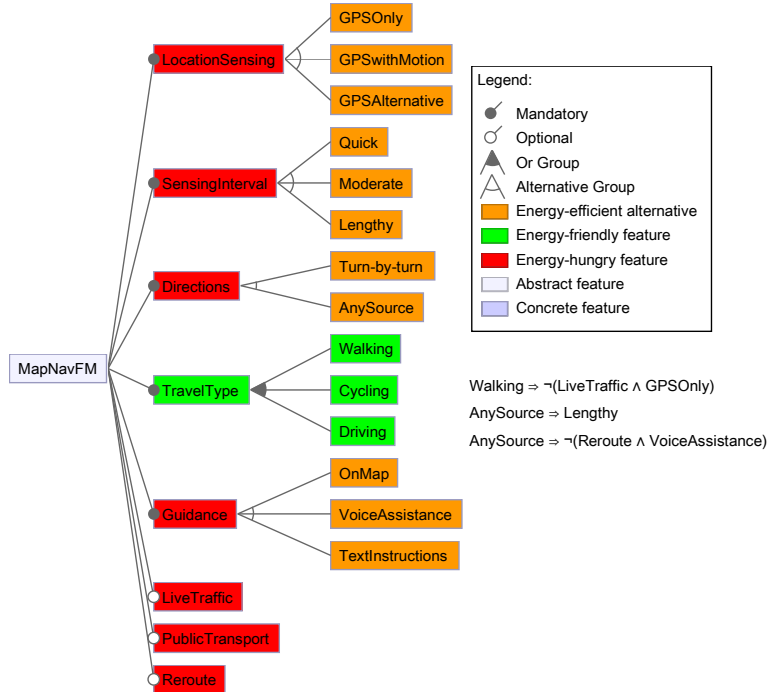 MapNavFM
LocationSensing
GPSOnly
GPSwithMotion
GPSAlternative
SensingInterval
Quick
Moderate
Lengthy
Directions
Turn-by-turn
AnySource
TravelType
Walking
Cycling
Driving
Guidance
OnMap
VoiceAssistance
TextInstructions
LiveTraffic
PublicTransport
Reroute
Legend:
Mandatory
Optional
Or Group
Alternative Group
Energy-efficient alternative
Energy-friendly feature
Energy-hungry feature
Abstract feature
Concrete feature
Walking ⇒ ¬(LiveTraffic ∧ GPSOnly)
AnySource ⇒ Lengthy
AnySource ⇒ ¬(Reroute ∧ VoiceAssistance)